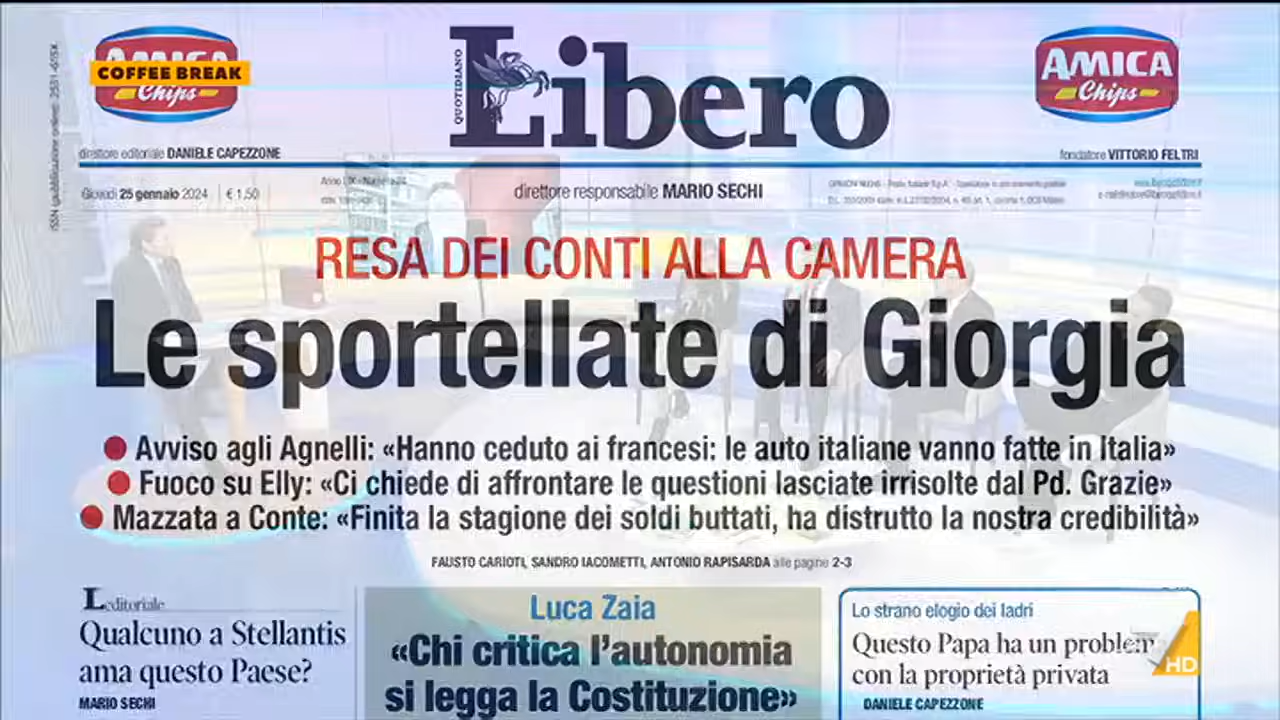 AMICA
COFFEE BREAK
Chips
QUOTIDIANO
Libero
AMICA
Chips
direttore editoriale DANIELE CAPEZZONE
fondatore VITTORIO FELTRI
Giovedì 25 gennaio 2024
€ 1,50
direttore responsabile MARIO SECHI
RESA DEI CONTI ALLA CAMERA
Le sportellate di Giorgia
Avviso agli Agnelli: «Hanno ceduto ai francesi: le auto italiane vanno fatte in Italia»
Fuoco su Elly: «Ci chiede di affrontare le questioni lasciate irrisolte dal Pd. Grazie»
Mazzata a Conte: «Finita la stagione dei soldi buttati, ha distrutto la nostra credibilità»
FAUSTO CARIOTI, SANDRO IACOMETTI, ANTONIO RAPISARDA alle pagine 2-3
L'editoriale
Qualcuno a Stellantis
ama questo Paese?
MARIO SECHI
Luca Zaia
«Chi critica l'autonomia
si legga la Costituzione»
Lo strano elogio dei ladri
Questo Papa ha un problema
con la proprietà privata
DANIELE CAPEZZONE
HD